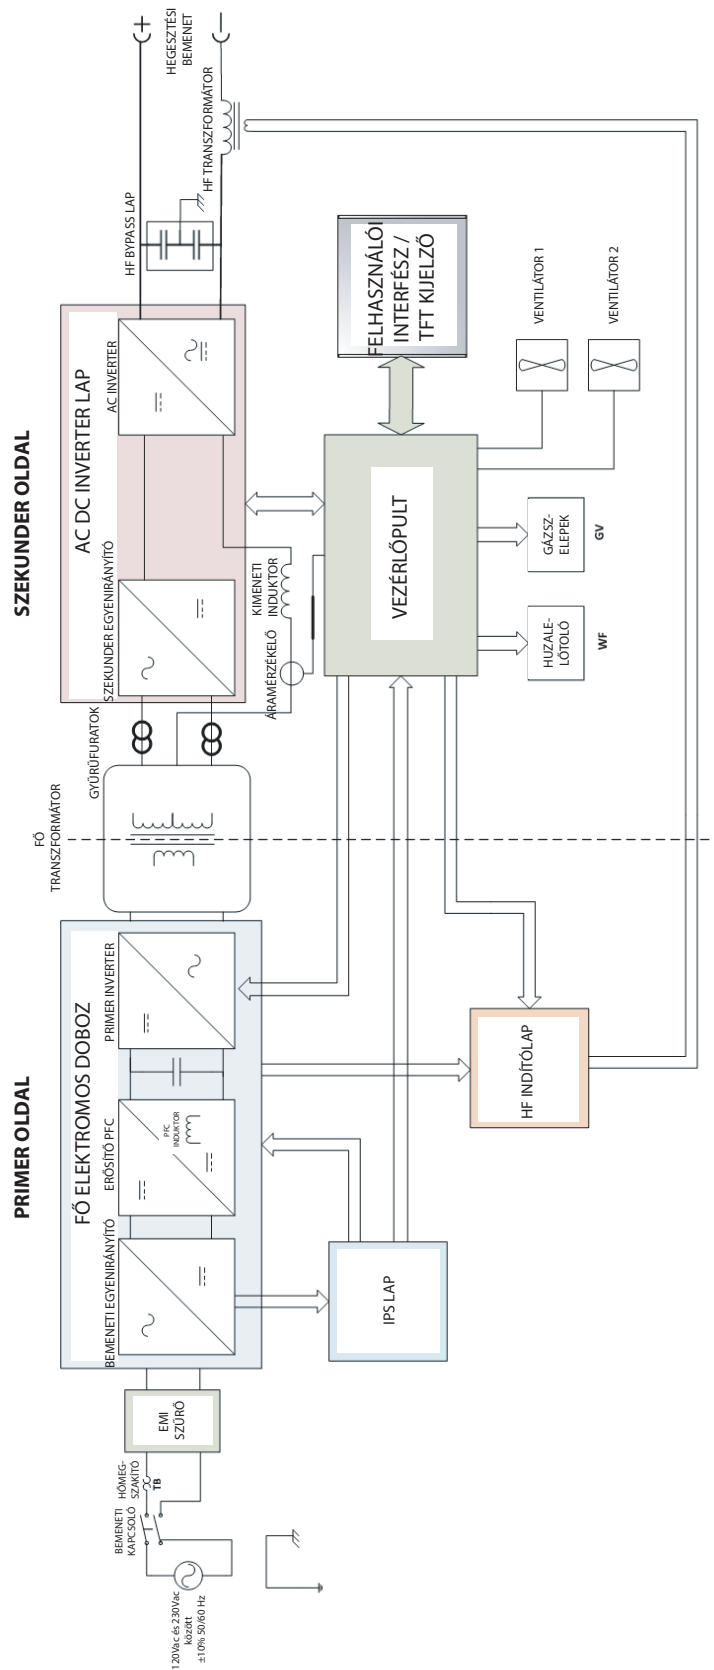 PRIMER OLDAL
SZEKUNDER OLDAL
120Vac és 230Vac
között
±10% 50/60 Hz
BEMENETI
KAPCSOLÓ
HŐMEG-
SZAKÍTÓ
TB
EMI
SZŰRŐ
FŐ ELEKTROMOS DOBOZ
BEMENETI EGYENIRÁNYÍTÓ
ERŐSÍTŐ PFC
PFC
INDUKTOR
PRIMER INVERTER
FŐ
TRANSZFORMÁTOR
GYŰRŰFURATOK
AC DC INVERTER LAP
SZEKUNDER EGYENIRÁNYÍTÓ
AC INVERTER
HF BYPASS LAP
HF TRANSZFORMÁTOR
HEGESZTÉSI
BEMENET
+
−
ÁRAMÉRZÉKELŐ
KIMENETI
INDUKTOR
IPS LAP
VEZÉRLŐPULT
FELHASZNÁLÓI
INTERFÉSZ /
TFT KIJELZŐ
HF INDÍTÓLAP
HUZALE-
LŐTOLÓ
WF
GÁZSZ-
ELEPEK
GV
VENTILÁTOR 1
VENTILÁTOR 2